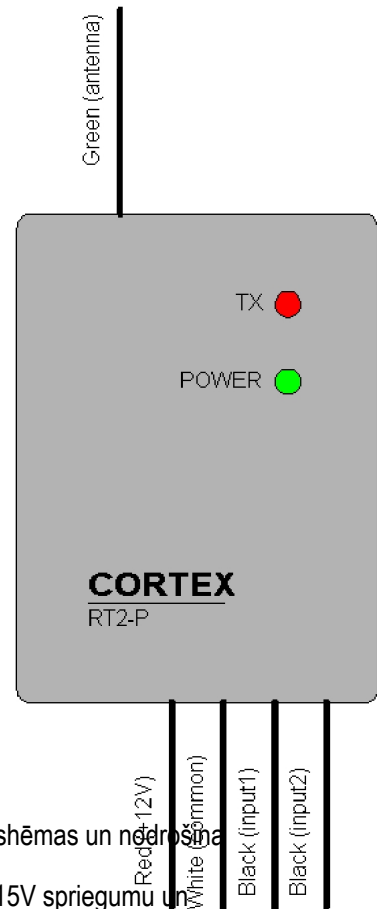 Green (antenna)
TX
POWER
CORTEX
RT2-P
Red (+12V)
White (common)
Black (input1)
Black (input2)
shēmas un nodrošina
15V spriegumu un